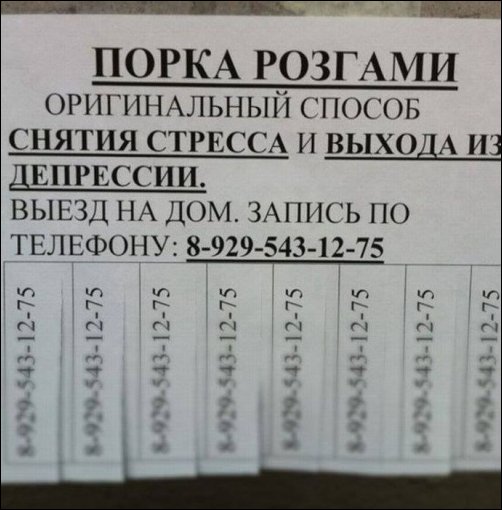 ПОРКА РОЗГАМИ
ОРИГИНАЛЬНЫЙ СПОСОБ
СНЯТИЯ СТРЕССА И ВЫХОДА ИЗ
ДЕПРЕССИИ.
ВЫЕЗД НА ДОМ. ЗАПИСЬ ПО
ТЕЛЕФОНУ: 8-929-543-12-75
8-929-543-12-75
8-929-543-12-75
8-929-543-12-75
8-929-543-12-75
8-929-543-12-75
8-929-543-12-75
8-929-543-12-75
8-929-543-12-75